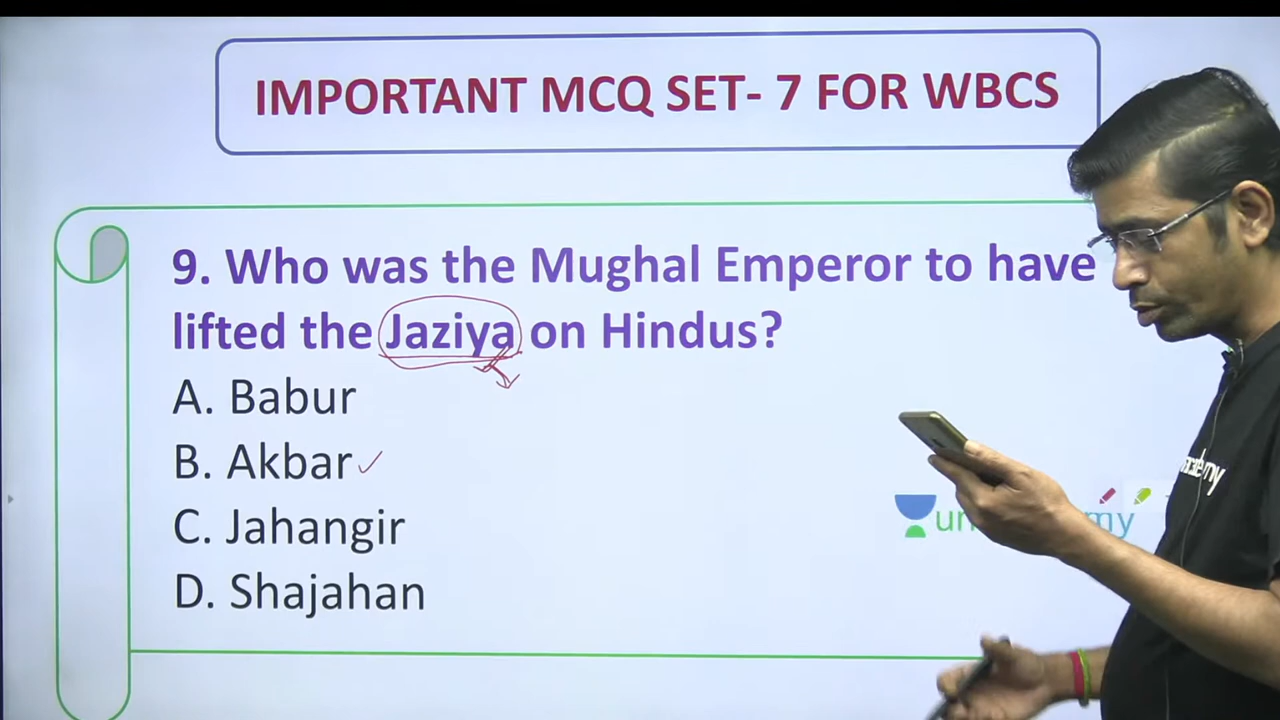 IMPORTANT MCQ SET- 7 FOR WBCS
9. Who was the Mughal Emperor to have
lifted the Jaziya on Hindus?
A. Babur
B. Akbar
C. Jahangir
D. Shajahan